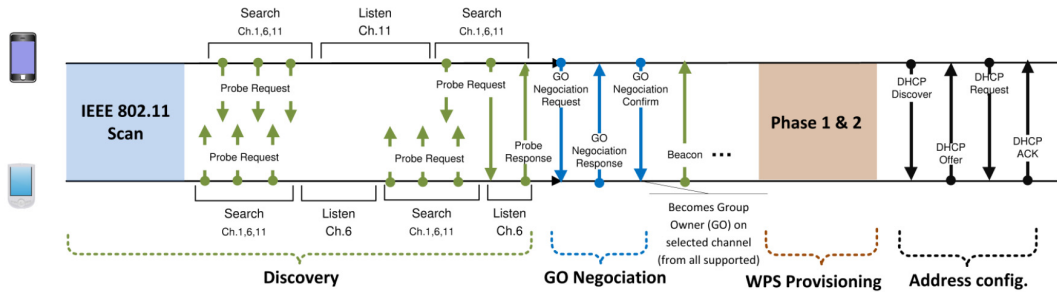 Search
Ch.1,6,11
Listen
Ch.11
Search
Ch.1,6,11
IEEE 802.11
Scan
Probe Request
Probe Request
Probe Request
Probe Request
Probe
Response
GO
Negociation
Request
GO
Negociation
Response
GO
Negociation
Confirm
Beacon
...
Phase 1 & 2
DHCP
Discover
DHCP
Offer
DHCP
Request
DHCP
ACK
Search
Ch.1,6,11
Listen
Ch.6
Search
Ch.1,6,11
Listen
Ch.6
Becomes Group
Owner (GO) on
selected channel
(from all supported)
Discovery
GO Negociation
WPS Provisioning
Address config.